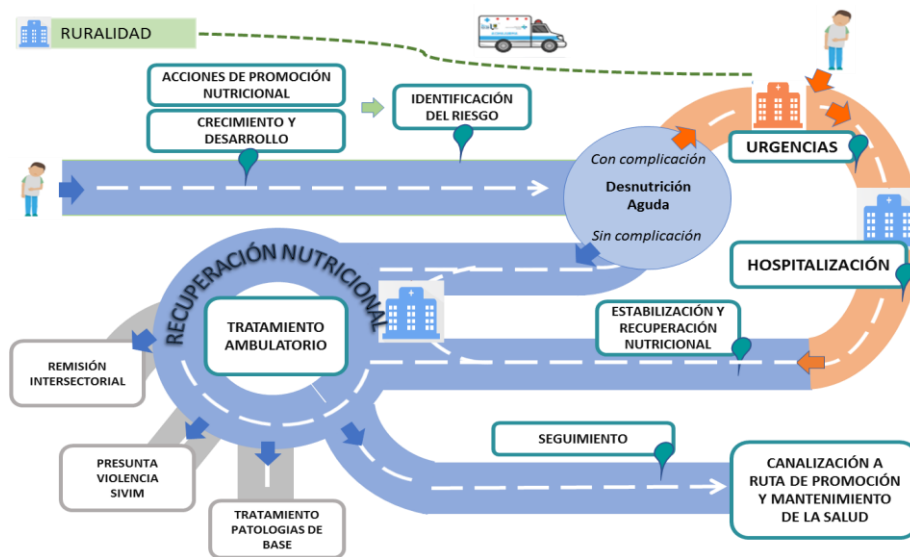 RURALIDAD
ACCIONES DE PROMOCIÓN
NUTRICIONAL
CRECIMIENTO Y
DESARROLLO
IDENTIFICACIÓN
DEL RIESGO
Con complicación
Desnutrición
Aguda
Sin complicación
URGENCIAS
HOSPITALIZACIÓN
ESTABILIZACIÓN Y
RECUPERACIÓN
NUTRICIONAL
RECUPERACIÓN NUTRICIONAL
TRATAMIENTO
AMBULATORIO
REMISIÓN
INTERSECTORIAL
PRESUNTA
VIOLENCIA
SIVIM
TRATAMIENTO
PATOLOGIAS DE
BASE
SEGUIMIENTO
CANALIZACIÓN A
RUTA DE PROMOCIÓN
Y MANTENIMIENTO
DE LA SALUD